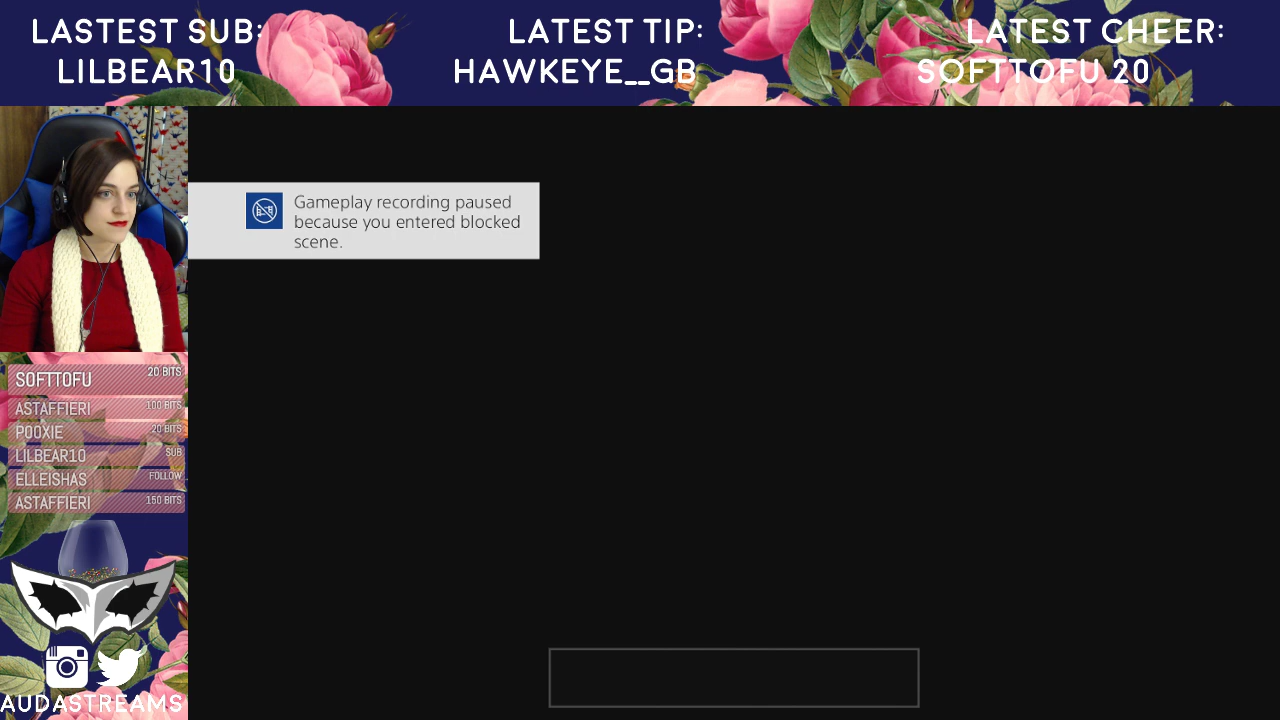 LASTEST SUB:
LILBEAR10
LATEST TIP:
HAWKEYE__GB
LATEST CHEER:
SOFTTOFU 20
Gameplay recording paused
because you entered blocked
scene.
SOFTTOFU 20 BITS
ASTAFFIERI 100 BITS
POOXIE 20 BITS
LILBEAR10 SUB
ELLEISHAS FOLLOW
ASTAFFIERI 150 BITS
AUDASTREAMS